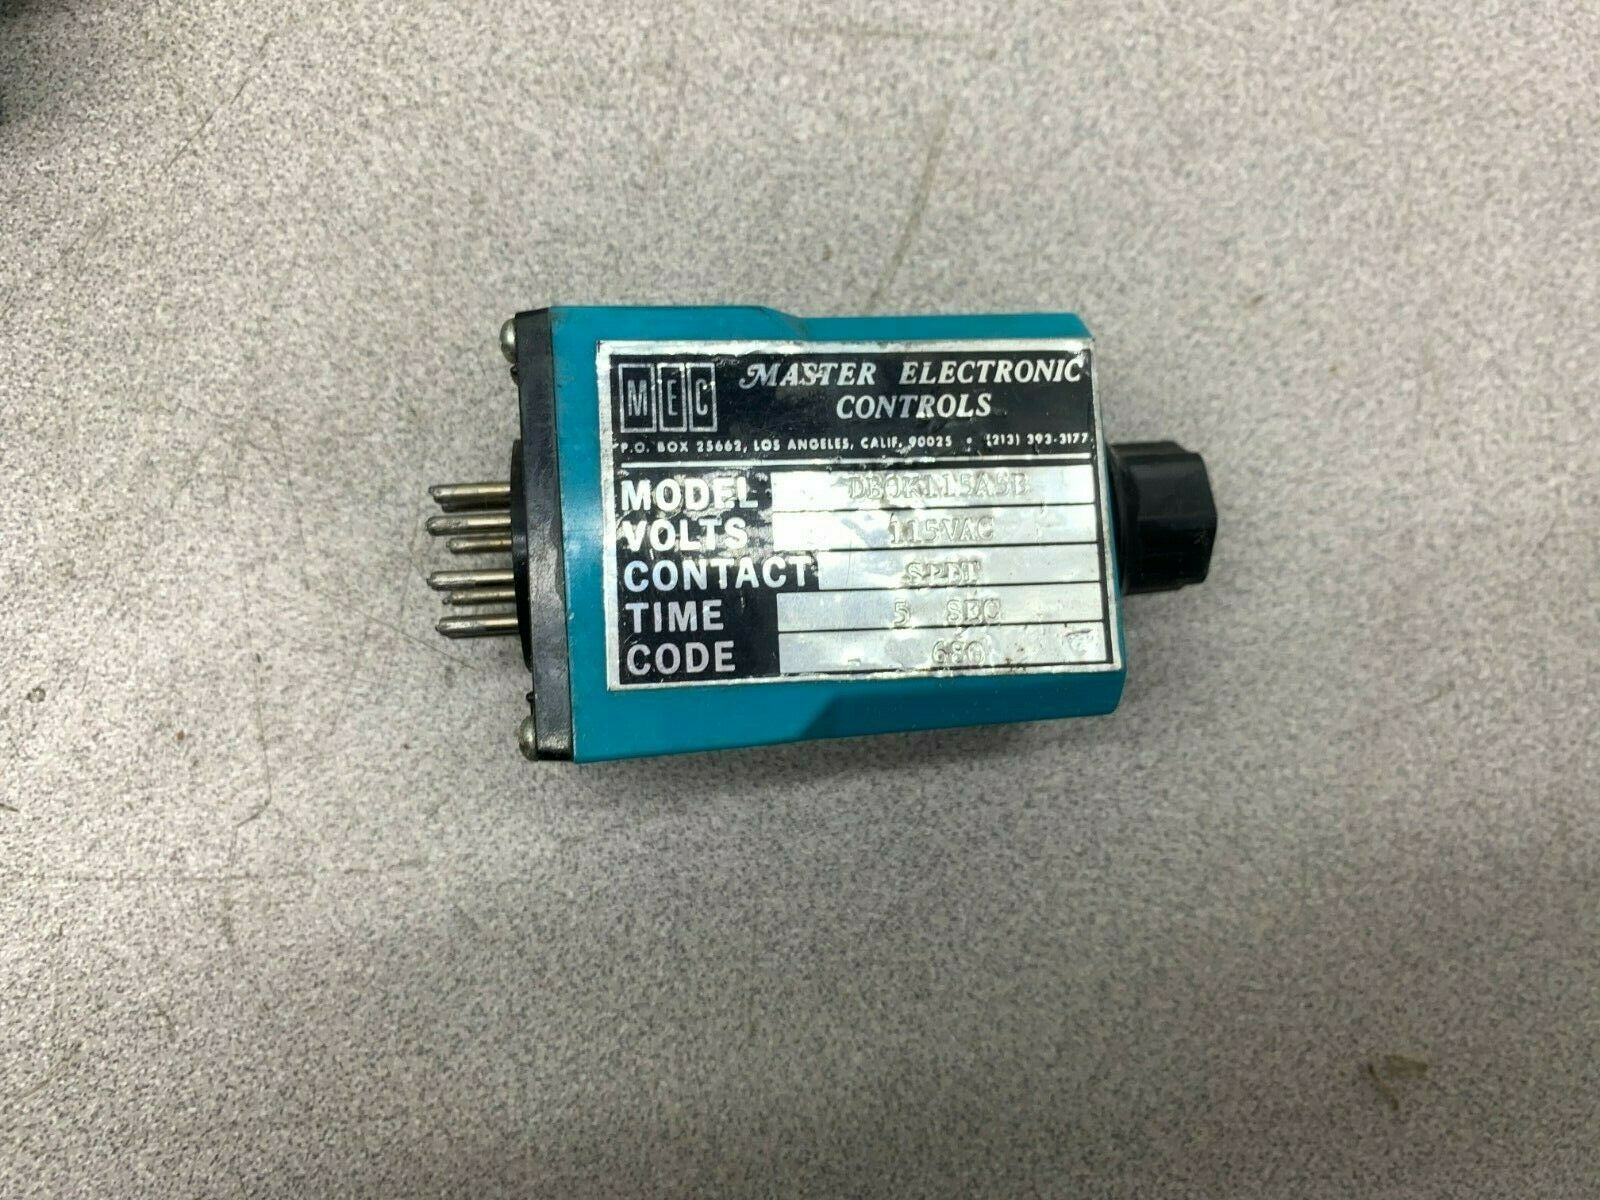 MEC MASTER ELECTRONIC
CONTROLS
P.O. BOX 25662, LOS ANGELES, CALIF. 90025 • (213) 393-3177
MODEL
VOLTS 115VAC
CONTACT SPDT
TIME 5 SEC
CODE